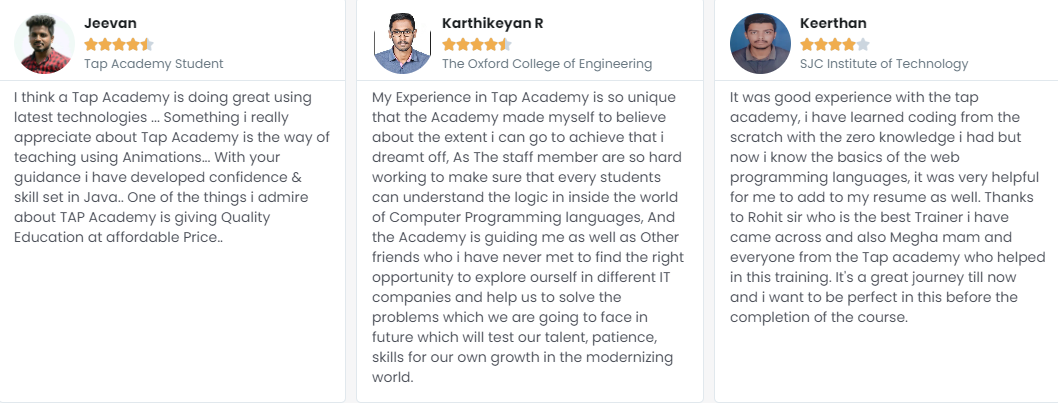 Jeevan
Tap Academy Student
I think a Tap Academy is doing great using
latest technologies ... Something i really
appreciate about Tap Academy is the way of
teaching using Animations... With your
guidance i have developed confidence &
skill set in Java.. One of the things i admire
about TAP Academy is giving Quality
Education at affordable Price..
Karthikeyan R
The Oxford College of Engineering
My Experience in Tap Academy is so unique
that the Academy made myself to believe
about the extent i can go to achieve that i
dreamt off, As The staff member are so hard
working to make sure that every students
can understand the logic in inside the world
of Computer Programming languages, And
the Academy is guiding me as well as Other
friends who i have never met to find the right
opportunity to explore ourself in different IT
companies and help us to solve the
problems which we are going to face in
future which will test our talent, patience,
skills for our own growth in the modernizing
world.
Keerthan
SJC Institute of Technology
It was good experience with the tap
academy, i have learned coding from the
scratch with the zero knowledge i had but
now i know the basics of the web
programming languages, it was very helpful
for me to add to my resume as well. Thanks
to Rohit sir who is the best Trainer i have
came across and also Megha mam and
everyone from the Tap academy who helped
in this training. It's a great journey till now
and i want to be perfect in this before the
completion of the course.